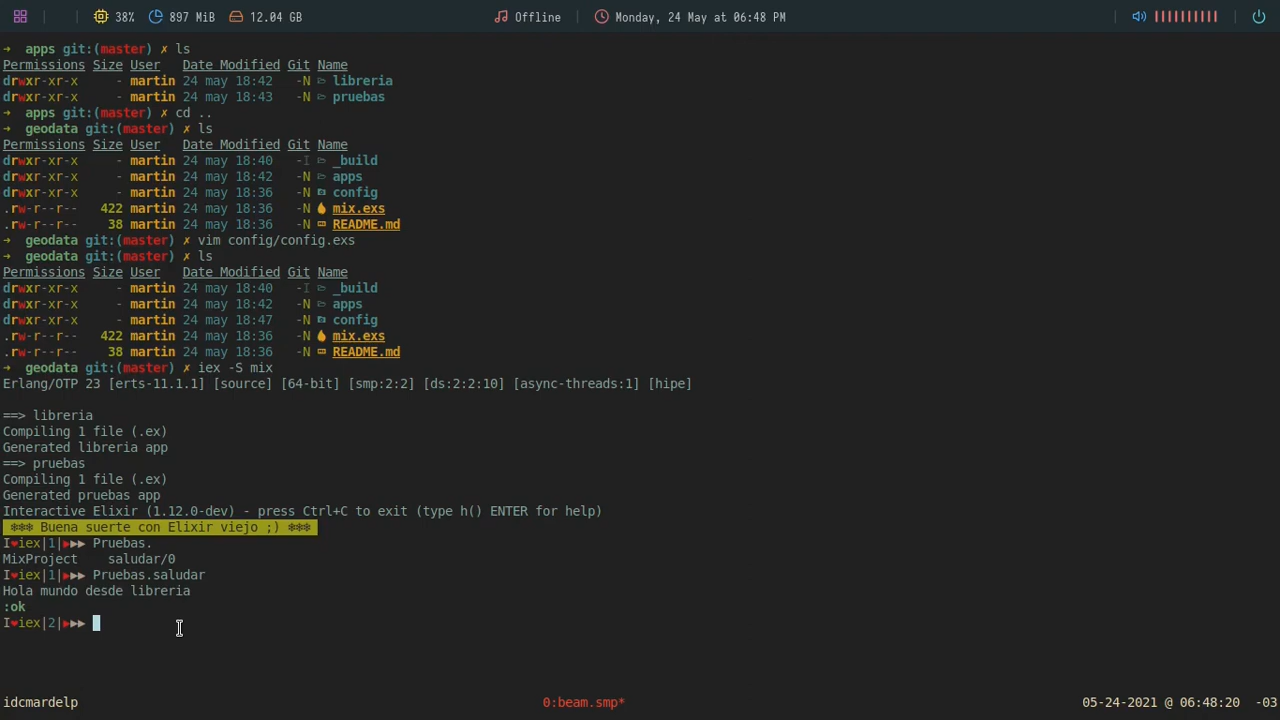 38% 897 MiB 12.04 GB Offline Monday, 24 May at 06:48 PM
➜ apps git:(master) ✗ ls
Permissions Size User Date Modified Git Name
drwxr-xr-x - martin 24 may 18:42 -N libreria
drwxr-xr-x - martin 24 may 18:43 -N pruebas
➜ apps git:(master) ✗ cd ..
➜ geodata git:(master) ✗ ls
Permissions Size User Date Modified Git Name
drwxr-xr-x - martin 24 may 18:40 -I _build
drwxr-xr-x - martin 24 may 18:42 -N apps
drwxr-xr-x - martin 24 may 18:36 -N config
.rw-r--r-- 422 martin 24 may 18:36 -N mix.exs
.rw-r--r-- 38 martin 24 may 18:36 -N README.md
➜ geodata git:(master) ✗ vim config/config.exs
➜ geodata git:(master) ✗ ls
Permissions Size User Date Modified Git Name
drwxr-xr-x - martin 24 may 18:40 -I _build
drwxr-xr-x - martin 24 may 18:42 -N apps
drwxr-xr-x - martin 24 may 18:47 -N config
.rw-r--r-- 422 martin 24 may 18:36 -N mix.exs
.rw-r--r-- 38 martin 24 may 18:36 -N README.md
➜ geodata git:(master) ✗ iex -S mix
Erlang/OTP 23 [erts-11.1.1] [source] [64-bit] [smp:2:2] [ds:2:2:10] [async-threads:1] [hipe]
==> libreria
Compiling 1 file (.ex)
Generated libreria app
==> pruebas
Compiling 1 file (.ex)
Generated pruebas app
Interactive Elixir (1.12.0-dev) - press Ctrl+C to exit (type h() ENTER for help)
❄❄❄ Buena suerte con Elixir viejo ;) ❄❄❄
I❤iex|1|▶▶▶ Pruebas.
MixProject saludar/0
I❤iex|1|▶▶▶ Pruebas.saludar
Hola mundo desde libreria
:ok
I❤iex|2|▶▶▶
idcmardelp 0:beam.smp* 05-24-2021 @ 06:48:20 -03